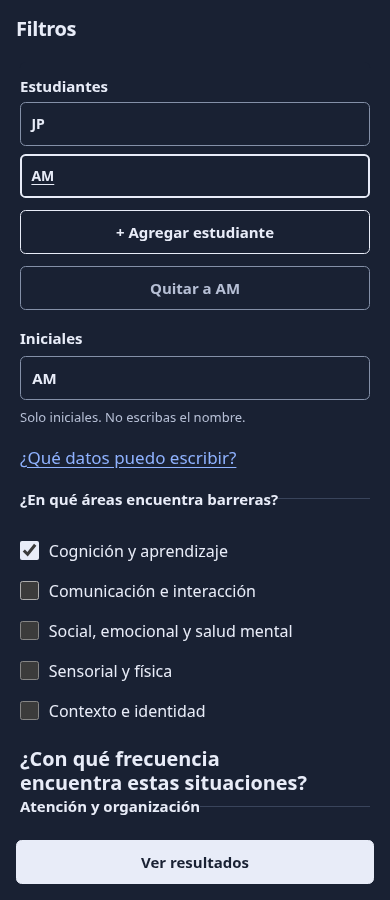 Filtros
Estudiantes
JP
AM
+ Agregar estudiante
Quitar a AM
Iniciales
AM
Solo iniciales. No escribas el nombre.
¿Qué datos puedo escribir?
¿En qué áreas encuentra barreras?
Cognición y aprendizaje
Comunicación e interacción
Social, emocional y salud mental
Sensorial y física
Contexto e identidad
¿Con qué frecuencia
encuentra estas situaciones?
Atención y organización
Ver resultados